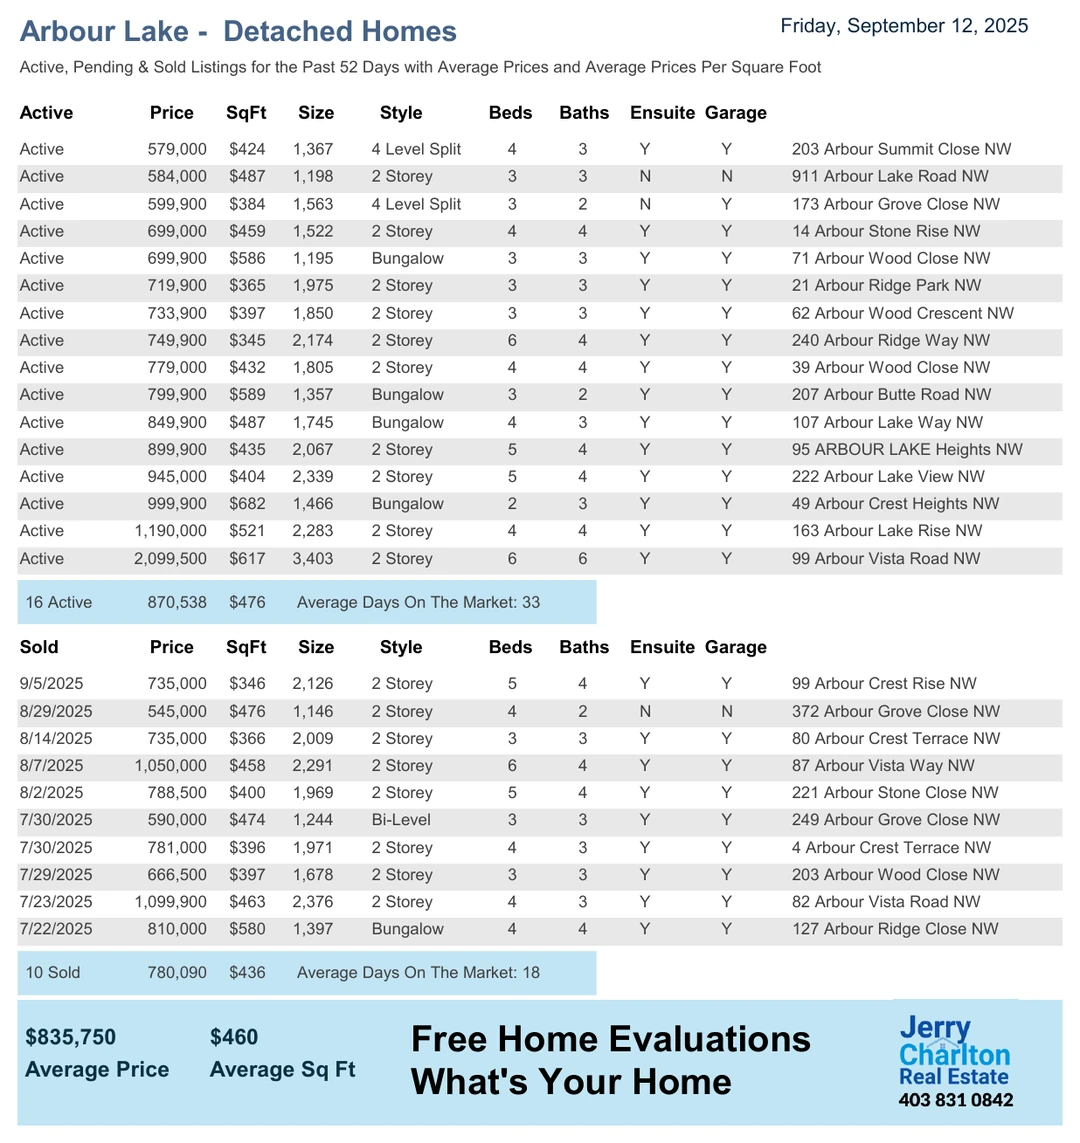 Arbour Lake - Detached Homes
Friday, September 12, 2025
Active, Pending & Sold Listings for the Past 52 Days with Average Prices and Average Prices Per Square Foot
Active Price SqFt Size Style Beds Baths Ensuite Garage
Active 579,000 $424 1,367 4 Level Split 4 3 Y Y 203 Arbour Summit Close NW
Active 584,000 $487 1,198 2 Storey 3 3 N N 911 Arbour Lake Road NW
Active 599,900 $384 1,563 4 Level Split 3 2 N Y 173 Arbour Grove Close NW
Active 699,000 $459 1,522 2 Storey 4 4 Y Y 14 Arbour Stone Rise NW
Active 699,900 $586 1,195 Bungalow 3 3 Y Y 71 Arbour Wood Close NW
Active 719,900 $365 1,975 2 Storey 3 3 Y Y 21 Arbour Ridge Park NW
Active 733,900 $397 1,850 2 Storey 3 3 Y Y 62 Arbour Wood Crescent NW
Active 749,900 $345 2,174 2 Storey 6 4 Y Y 240 Arbour Ridge Way NW
Active 779,000 $432 1,805 2 Storey 4 4 Y Y 39 Arbour Wood Close NW
Active 799,900 $589 1,357 Bungalow 3 2 Y Y 207 Arbour Butte Road NW
Active 849,900 $487 1,745 Bungalow 4 3 Y Y 107 Arbour Lake Way NW
Active 899,900 $435 2,067 2 Storey 5 4 Y Y 95 ARBOUR LAKE Heights NW
Active 945,000 $404 2,339 2 Storey 5 4 Y Y 222 Arbour Lake View NW
Active 999,900 $682 1,466 Bungalow 2 3 Y Y 49 Arbour Crest Heights NW
Active 1,190,000 $521 2,283 2 Storey 4 4 Y Y 163 Arbour Lake Rise NW
Active 2,099,500 $617 3,403 2 Storey 6 6 Y Y 99 Arbour Vista Road NW
16 Active 870,538 $476 Average Days On The Market: 33
Sold Price SqFt Size Style Beds Baths Ensuite Garage
9/5/2025 735,000 $346 2,126 2 Storey 5 4 Y Y 99 Arbour Crest Rise NW
8/29/2025 545,000 $476 1,146 2 Storey 4 2 N N 372 Arbour Grove Close NW
8/14/2025 735,000 $366 2,009 2 Storey 3 3 Y Y 80 Arbour Crest Terrace NW
8/7/2025 1,050,000 $458 2,291 2 Storey 6 4 Y Y 87 Arbour Vista Way NW
8/2/2025 788,500 $400 1,969 2 Storey 5 4 Y Y 221 Arbour Stone Close NW
7/30/2025 590,000 $474 1,244 Bi-Level 3 3 Y Y 249 Arbour Grove Close NW
7/30/2025 781,000 $396 1,971 2 Storey 4 3 Y Y 4 Arbour Crest Terrace NW
7/29/2025 666,500 $397 1,678 2 Storey 3 3 Y Y 203 Arbour Wood Close NW
7/23/2025 1,099,900 $463 2,376 2 Storey 4 3 Y Y 82 Arbour Vista Road NW
7/22/2025 810,000 $580 1,397 Bungalow 4 4 Y Y 127 Arbour Ridge Close NW
10 Sold 780,090 $436 Average Days On The Market: 18
$835,750 $460
Average Price Average Sq Ft
Free Home Evaluations
What's Your Home
Jerry
Charlton
Real Estate
403 831 0842